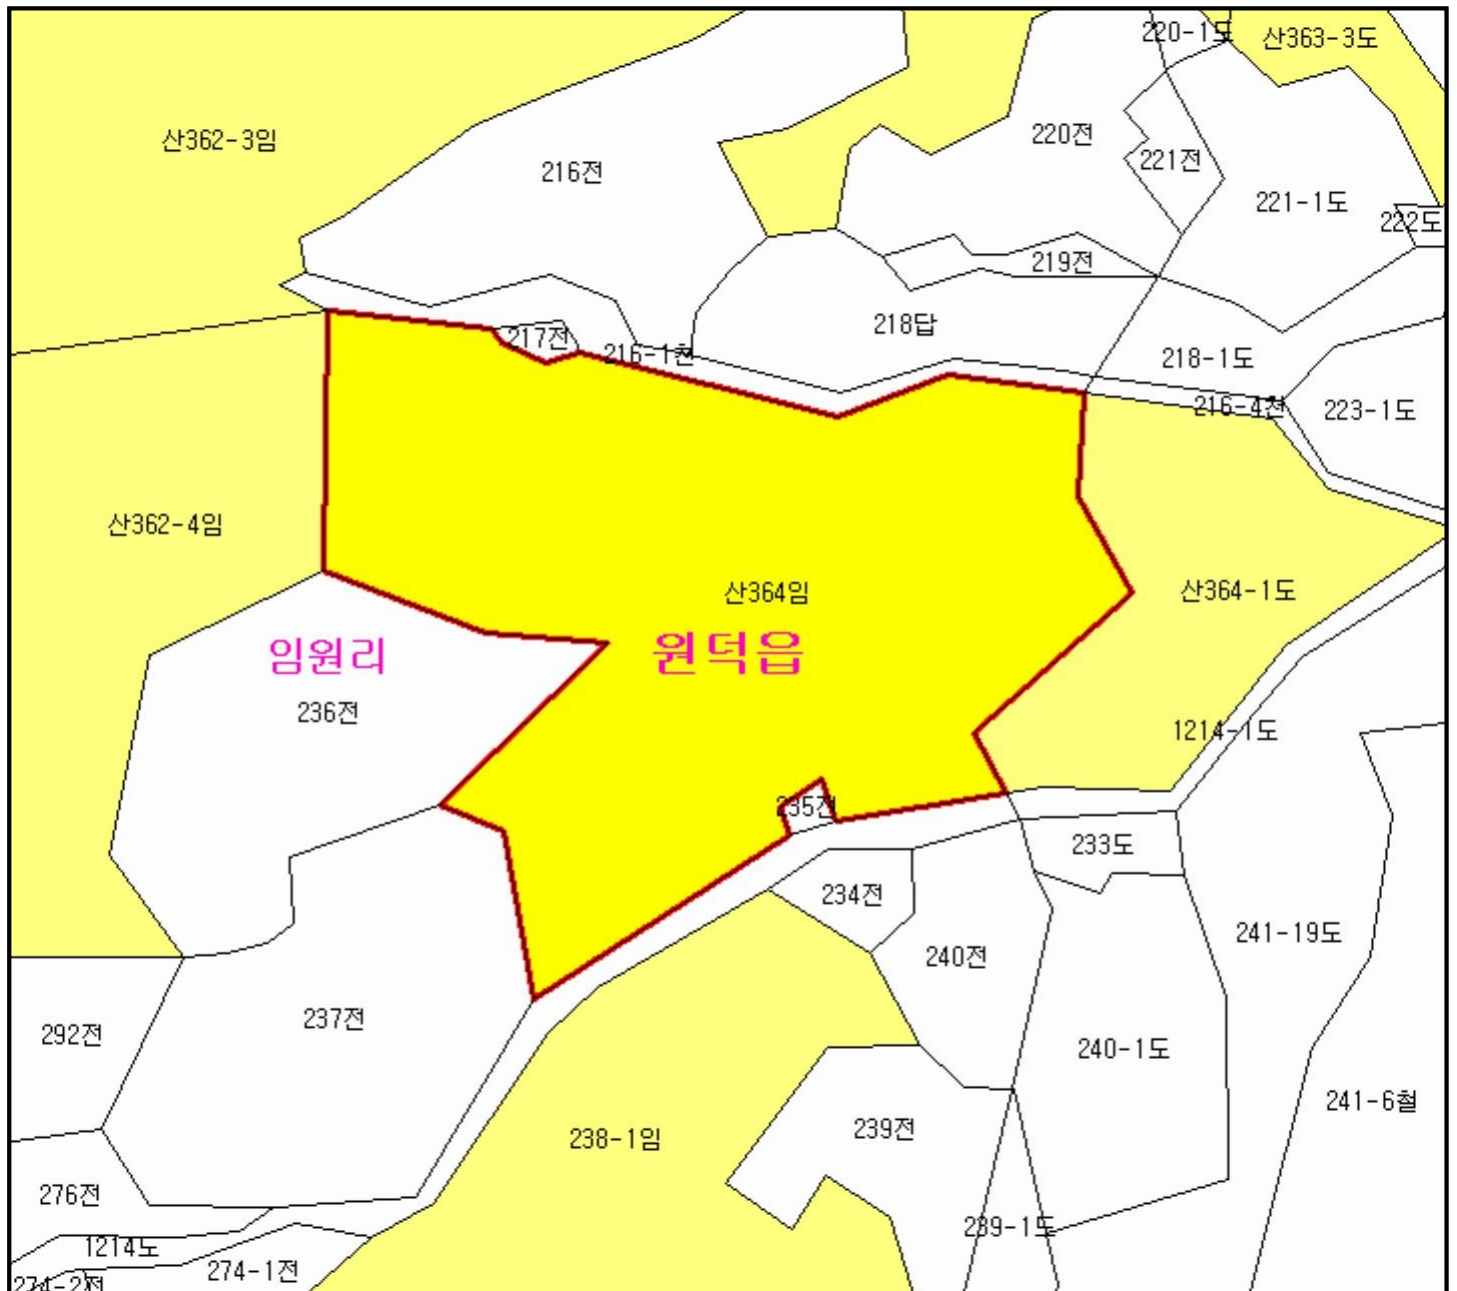 220-1도
산363-3도
산362-3임
220전
216전
221전
221-1도
222도
219전
218답
217전
216-1천
218-1도
216-4천
223-1도
산362-4임
산364임
산364-1도
임원리
원덕읍
236전
1214-1도
235전
233도
234전
241-19도
240전
237전
292전
240-1도
241-6철
239전
238-1임
276전
239-1도
1214도
274-1전
274-2전